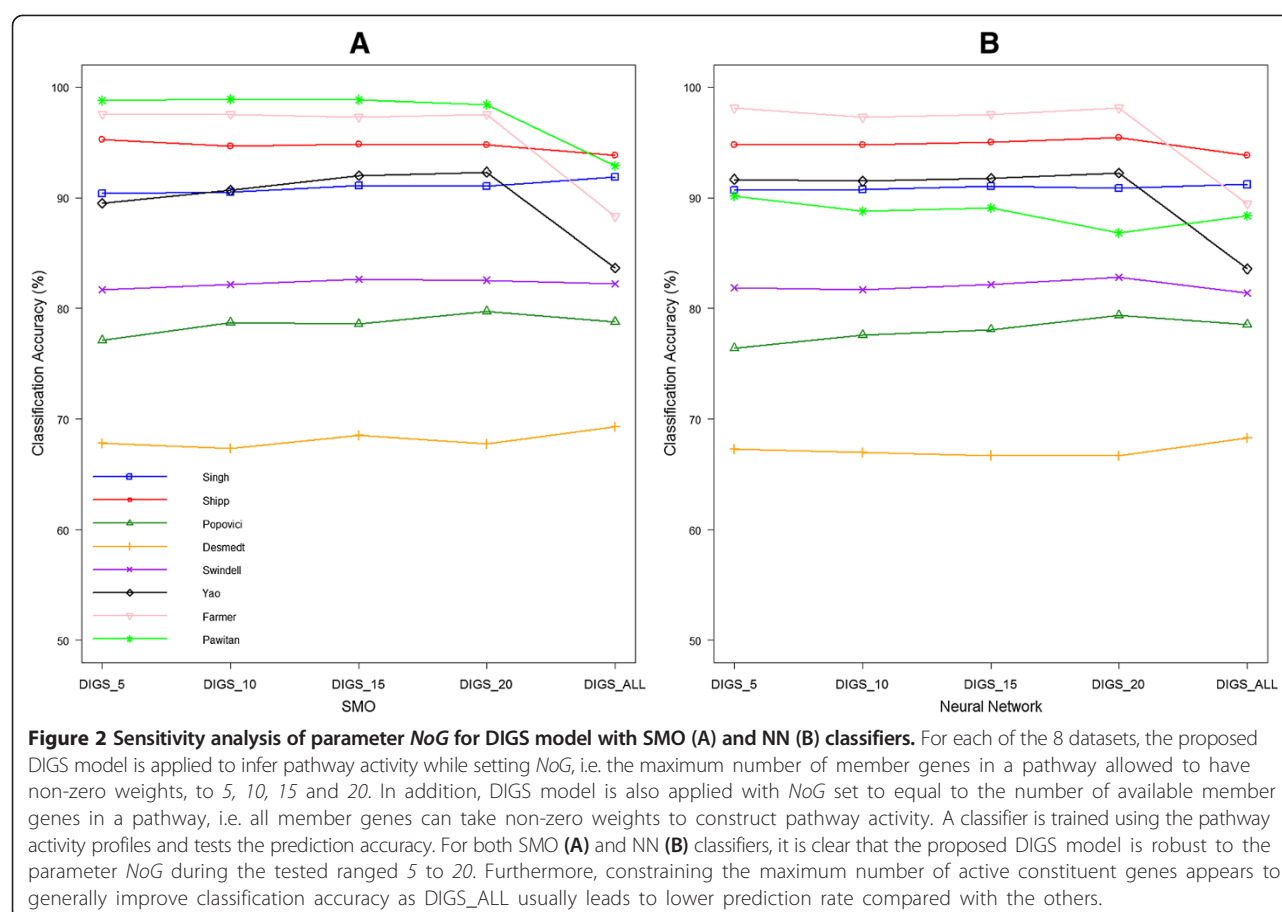 A
B
Classification Accuracy (%)
100
90
80
70
60
50
Singh
Shipp
Popovici
Desmedt
Swindell
Yao
Farmer
Pawitan
DIGS_5
DIGS_10
DIGS_15
DIGS_20
DIGS_ALL
SMO
Classification Accuracy (%)
100
90
80
70
60
50
DIGS_5
DIGS_10
DIGS_15
DIGS_20
DIGS_ALL
Neural Network
Figure 2 Sensitivity analysis of parameter NoG for DIGS model with SMO (A) and NN (B) classifiers. For each of the 8 datasets, the proposed
DIGS model is applied to infer pathway activity while setting NoG, i.e. the maximum number of member genes in a pathway allowed to have
non-zero weights, to 5, 10, 15 and 20. In addition, DIGS model is also applied with NoG set to equal to the number of available member
genes in a pathway, i.e. all member genes can take non-zero weights to construct pathway activity. A classifier is trained using the pathway
activity profiles and tests the prediction accuracy. For both SMO (A) and NN (B) classifiers, it is clear that the proposed DIGS model is robust to the
parameter NoG during the tested ranged 5 to 20. Furthermore, constraining the maximum number of active constituent genes appears to
generally improve classification accuracy as DIGS_ALL usually leads to lower prediction rate compared with the others.